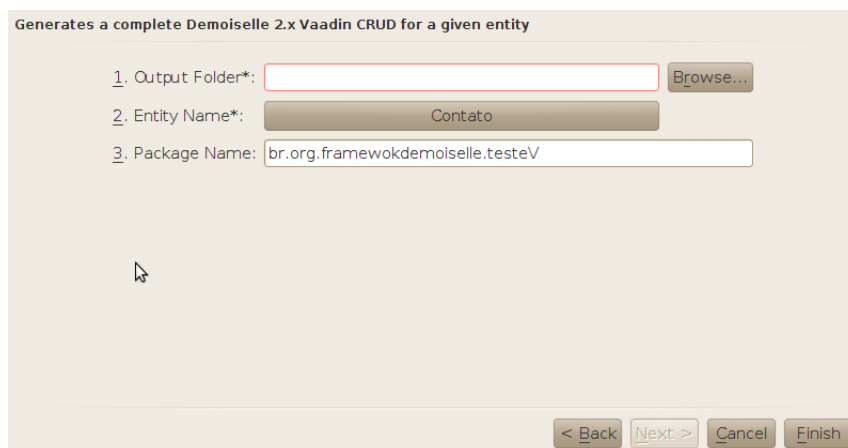 Generates a complete Demoiselle 2.x Vaadin CRUD for a given entity
1. Output Folder*:
Browse...
2. Entity Name*:
Contato
3. Package Name:
br.org.framewokdemoiselle.testeV
< Back
Next >
Cancel
Finish